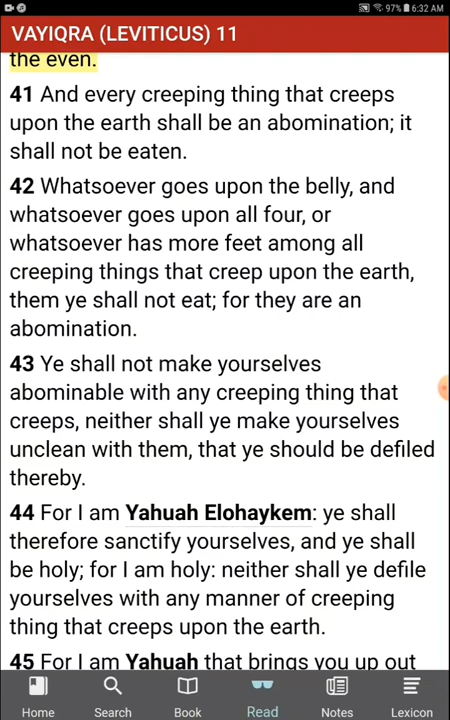 97% 6:32 AM
VAYIQRA (LEVITICUS) 11
the even.
41 And every creeping thing that creeps
upon the earth shall be an abomination; it
shall not be eaten.
42 Whatsoever goes upon the belly, and
whatsoever goes upon all four, or
whatsoever has more feet among all
creeping things that creep upon the earth,
them ye shall not eat; for they are an
abomination.
43 Ye shall not make yourselves
abominable with any creeping thing that
creeps, neither shall ye make yourselves
unclean with them, that ye should be defiled
thereby.
44 For I am Yahuah Elohaykem: ye shall
therefore sanctify yourselves, and ye shall
be holy; for I am holy: neither shall ye defile
yourselves with any manner of creeping
thing that creeps upon the earth.
45 For I am Yahuah that brings you up out
Home Search Book Read Notes Lexicon